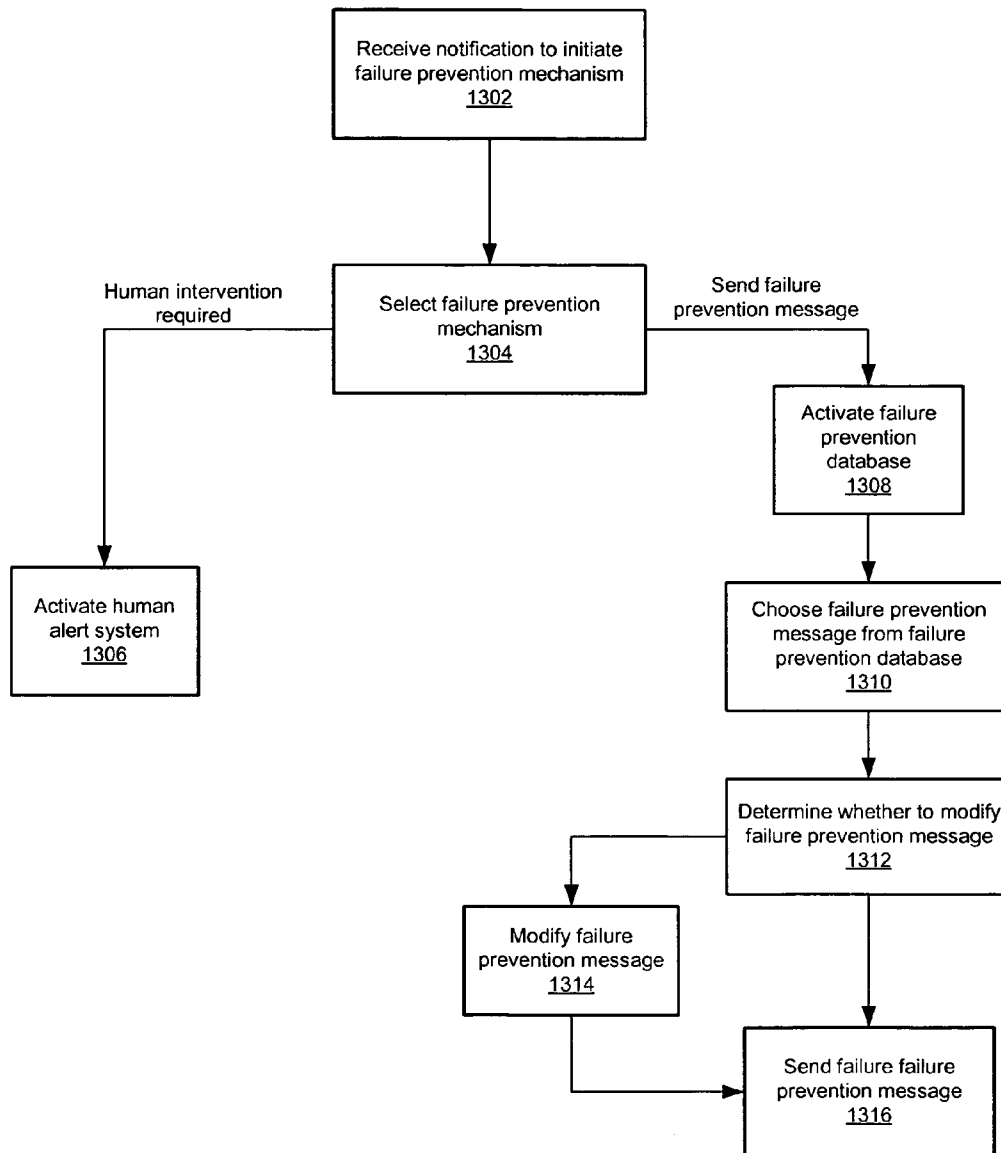 Receive notification to initiate
failure prevention mechanism
1302
Human intervention
required
Select failure prevention
mechanism
1304
Send failure
prevention message
Activate failure
prevention
database
1308
Activate human
alert system
1306
Choose failure prevention
message from failure
prevention database
1310
Determine whether to modify
failure prevention message
1312
Modify failure
prevention message
1314
Send failure failure
prevention message
1316